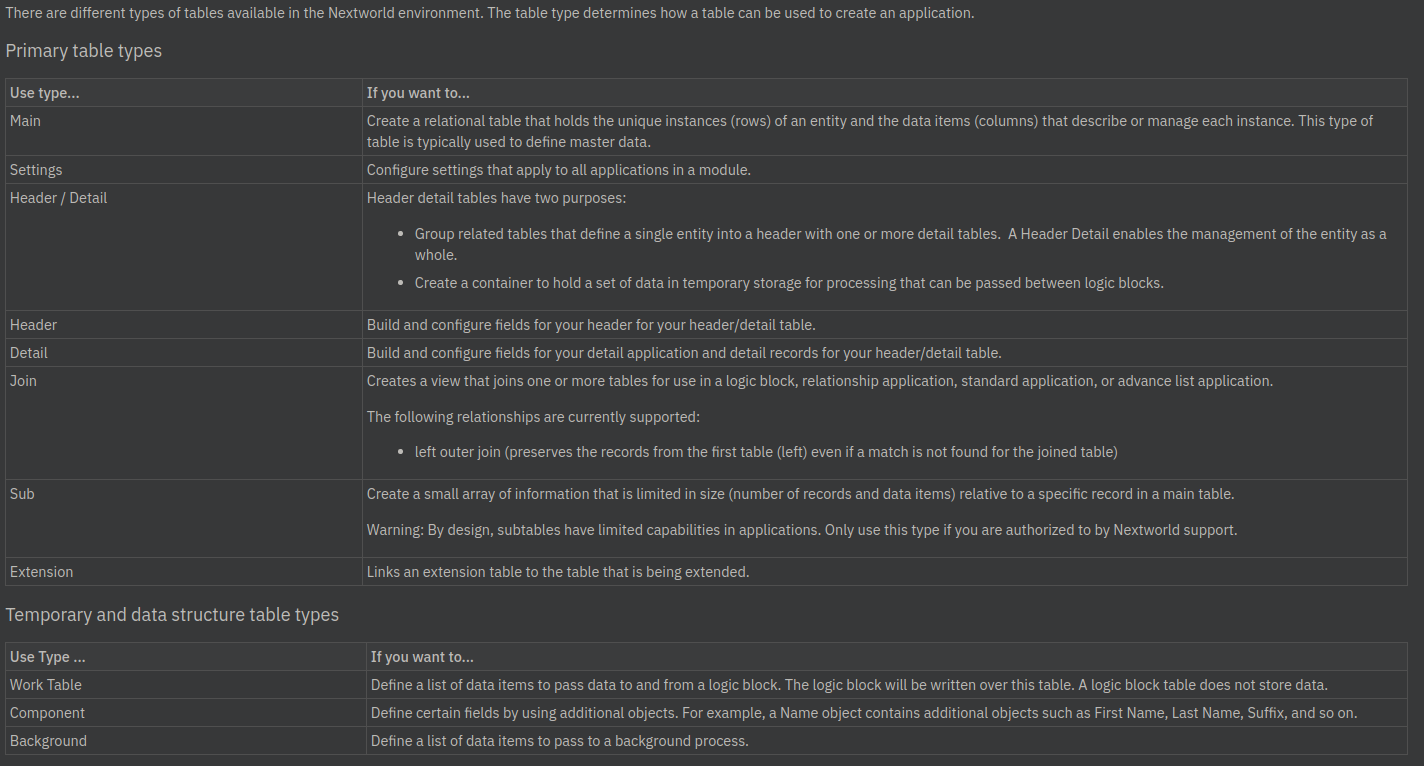 There are different types of tables available in the Nextworld environment. The table type determines how a table can be used to create an application.
Primary table types
Use type... If you want to...
Main Create a relational table that holds the unique instances (rows) of an entity and the data items (columns) that describe or manage each instance. This type of
table is typically used to define master data.
Settings Configure settings that apply to all applications in a module.
Header / Detail Header detail tables have two purposes:
• Group related tables that define a single entity into a header with one or more detail tables. A Header Detail enables the management of the entity as a
whole.
• Create a container to hold a set of data in temporary storage for processing that can be passed between logic blocks.
Header Build and configure fields for your header for your header/detail table.
Detail Build and configure fields for your detail application and detail records for your header/detail table.
Join Creates a view that joins one or more tables for use in a logic block, relationship application, standard application, or advance list application.
The following relationships are currently supported:
• left outer join (preserves the records from the first table (left) even if a match is not found for the joined table)
Sub Create a small array of information that is limited in size (number of records and data items) relative to a specific record in a main table.
Warning: By design, subtables have limited capabilities in applications. Only use this type if you are authorized to by Nextworld support.
Extension Links an extension table to the table that is being extended.
Temporary and data structure table types
Use Type ... If you want to...
Work Table Define a list of data items to pass data to and from a logic block. The logic block will be written over this table. A logic block table does not store data.
Component Define certain fields by using additional objects. For example, a Name object contains additional objects such as First Name, Last Name, Suffix, and so on.
Background Define a list of data items to pass to a background process.